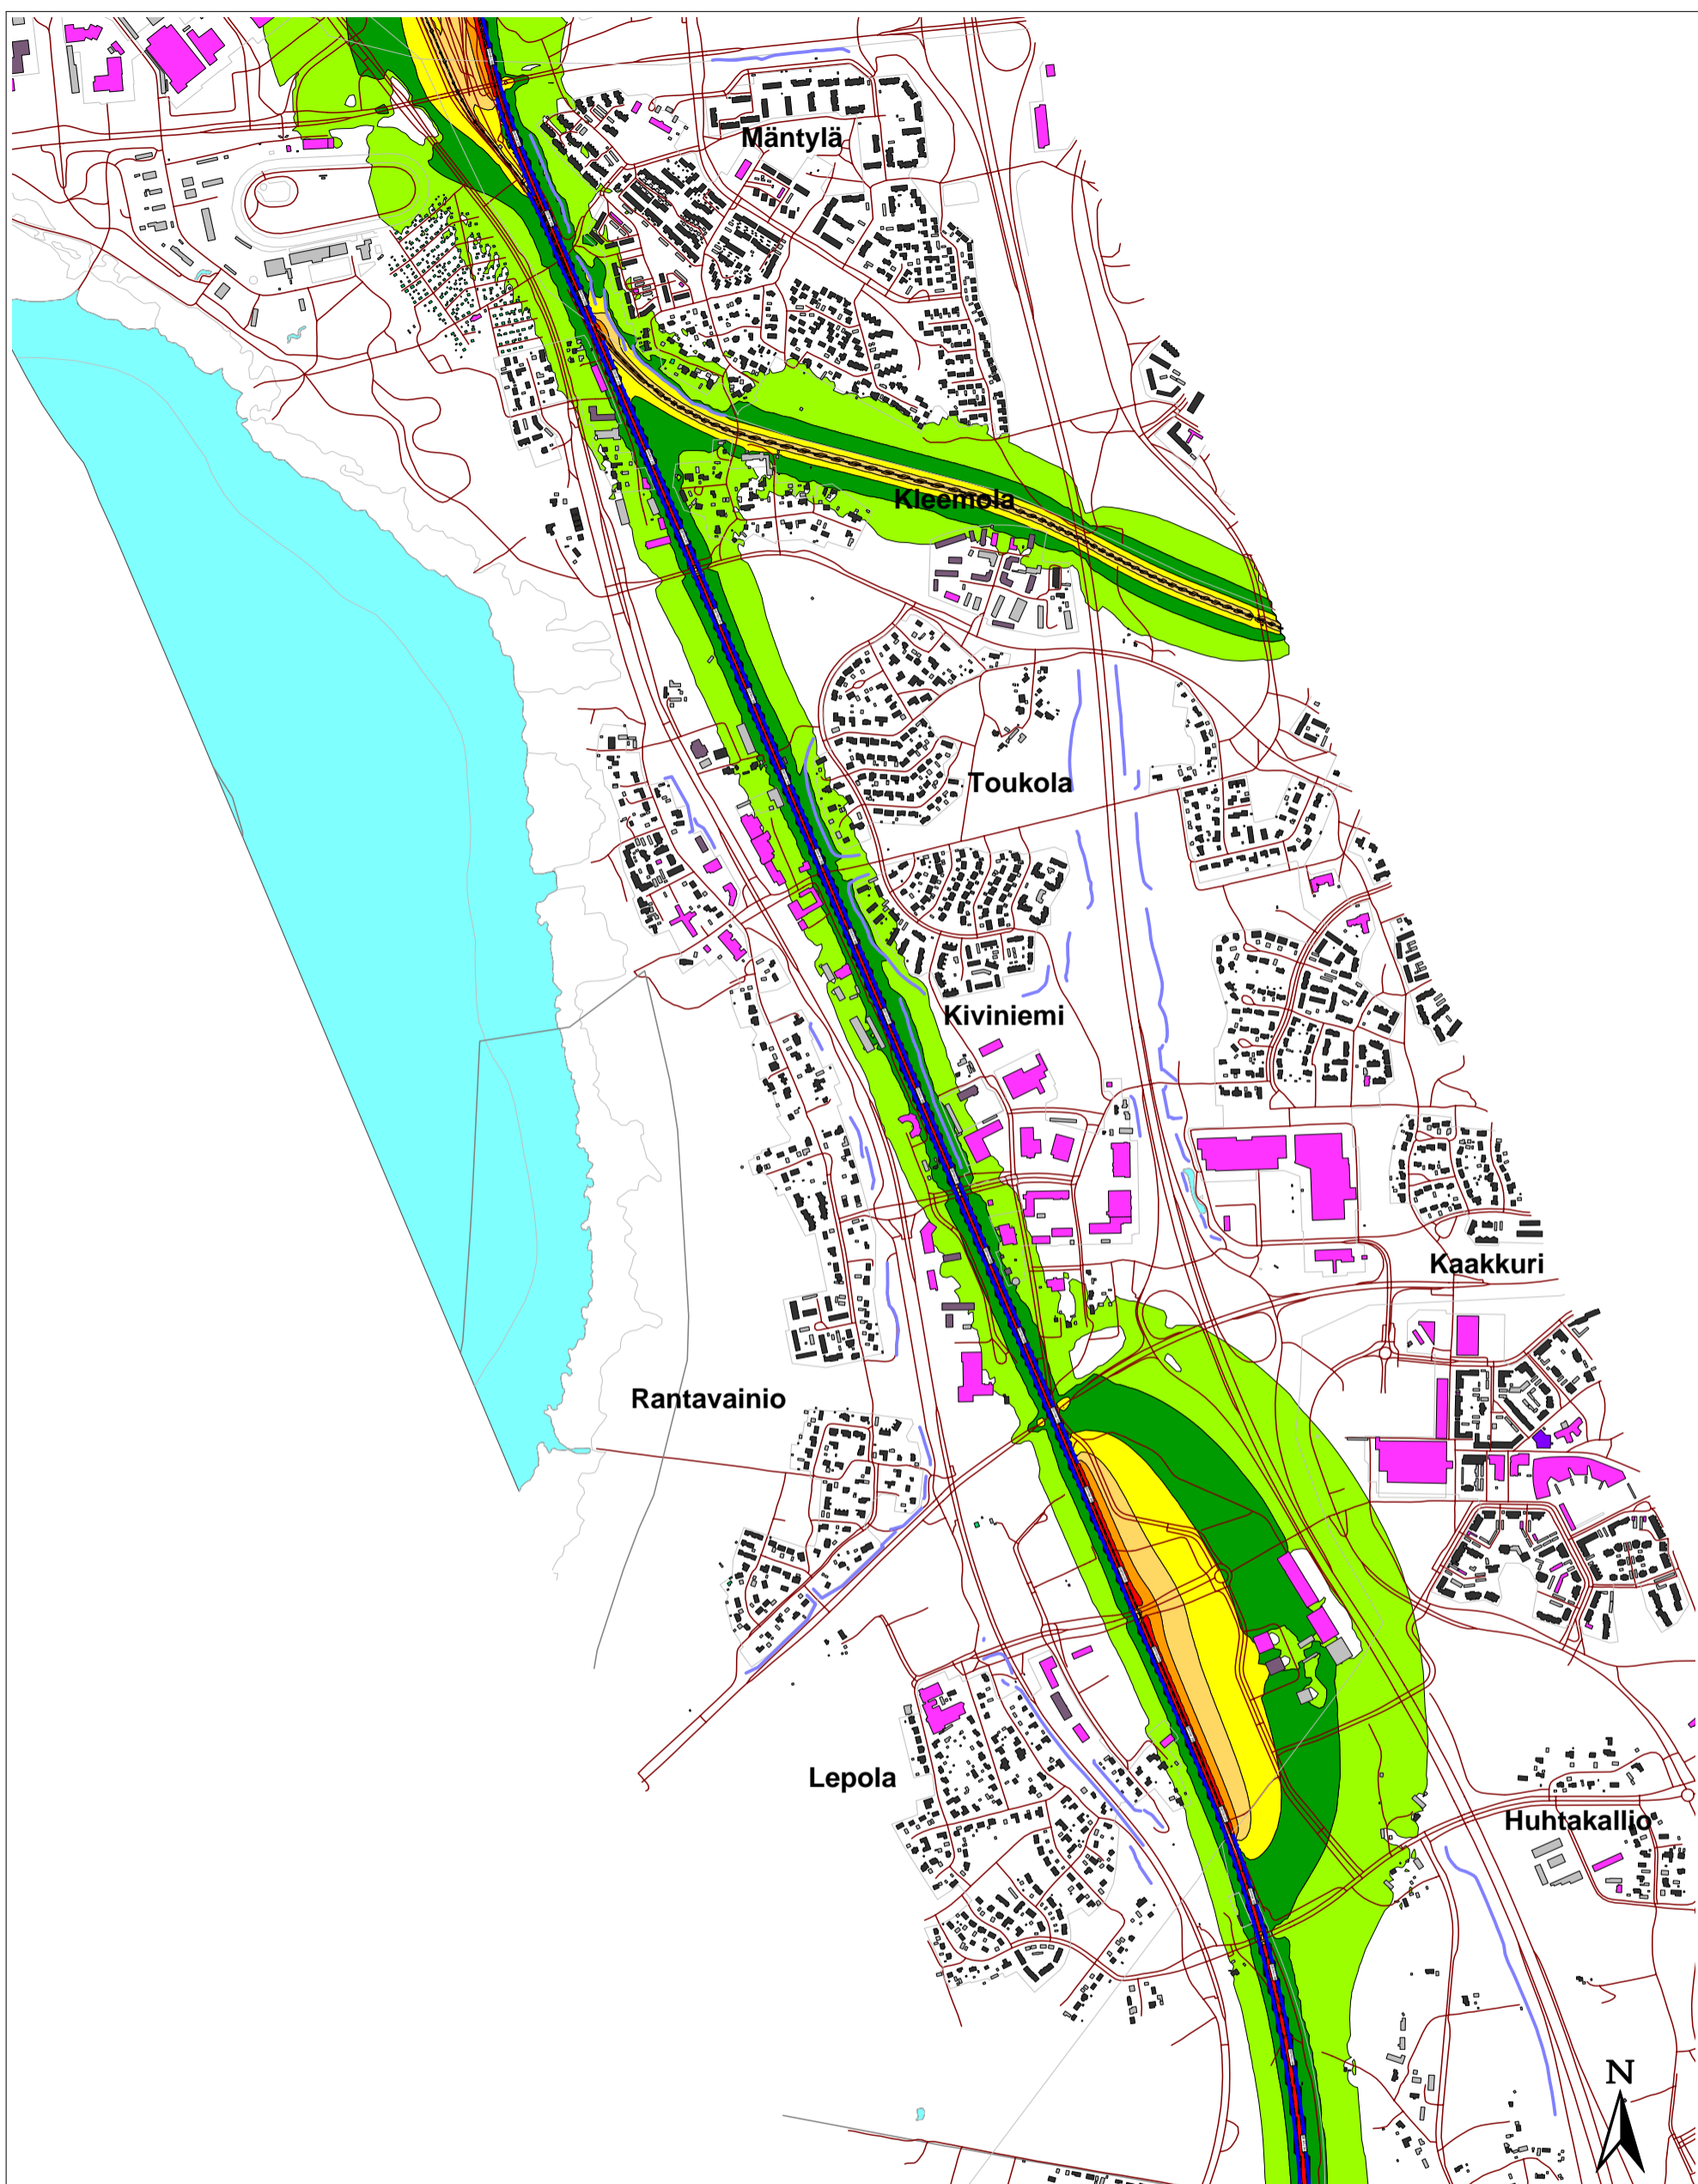 Mäntylä
Kleemola
Toukola
Kiviniemi
Kaakkuri
Rantavainio
Lepola
Huhtakallio
N